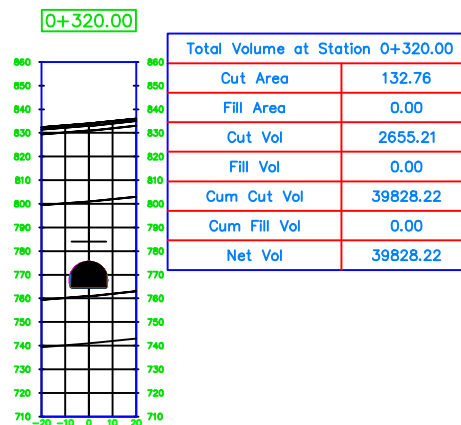 0+320.00
Total Volume at Station 0+320.00
Cut Area 132.76
Fill Area 0.00
Cut Vol 2655.21
Fill Vol 0.00
Cum Cut Vol 39828.22
Cum Fill Vol 0.00
Net Vol 39828.22
860 860
850 850
840 840
830 830
820 820
810 810
800 800
790 790
780 780
770 770
760 760
750 750
740 740
730 730
720 720
710 710
-20 -10 0 10 20